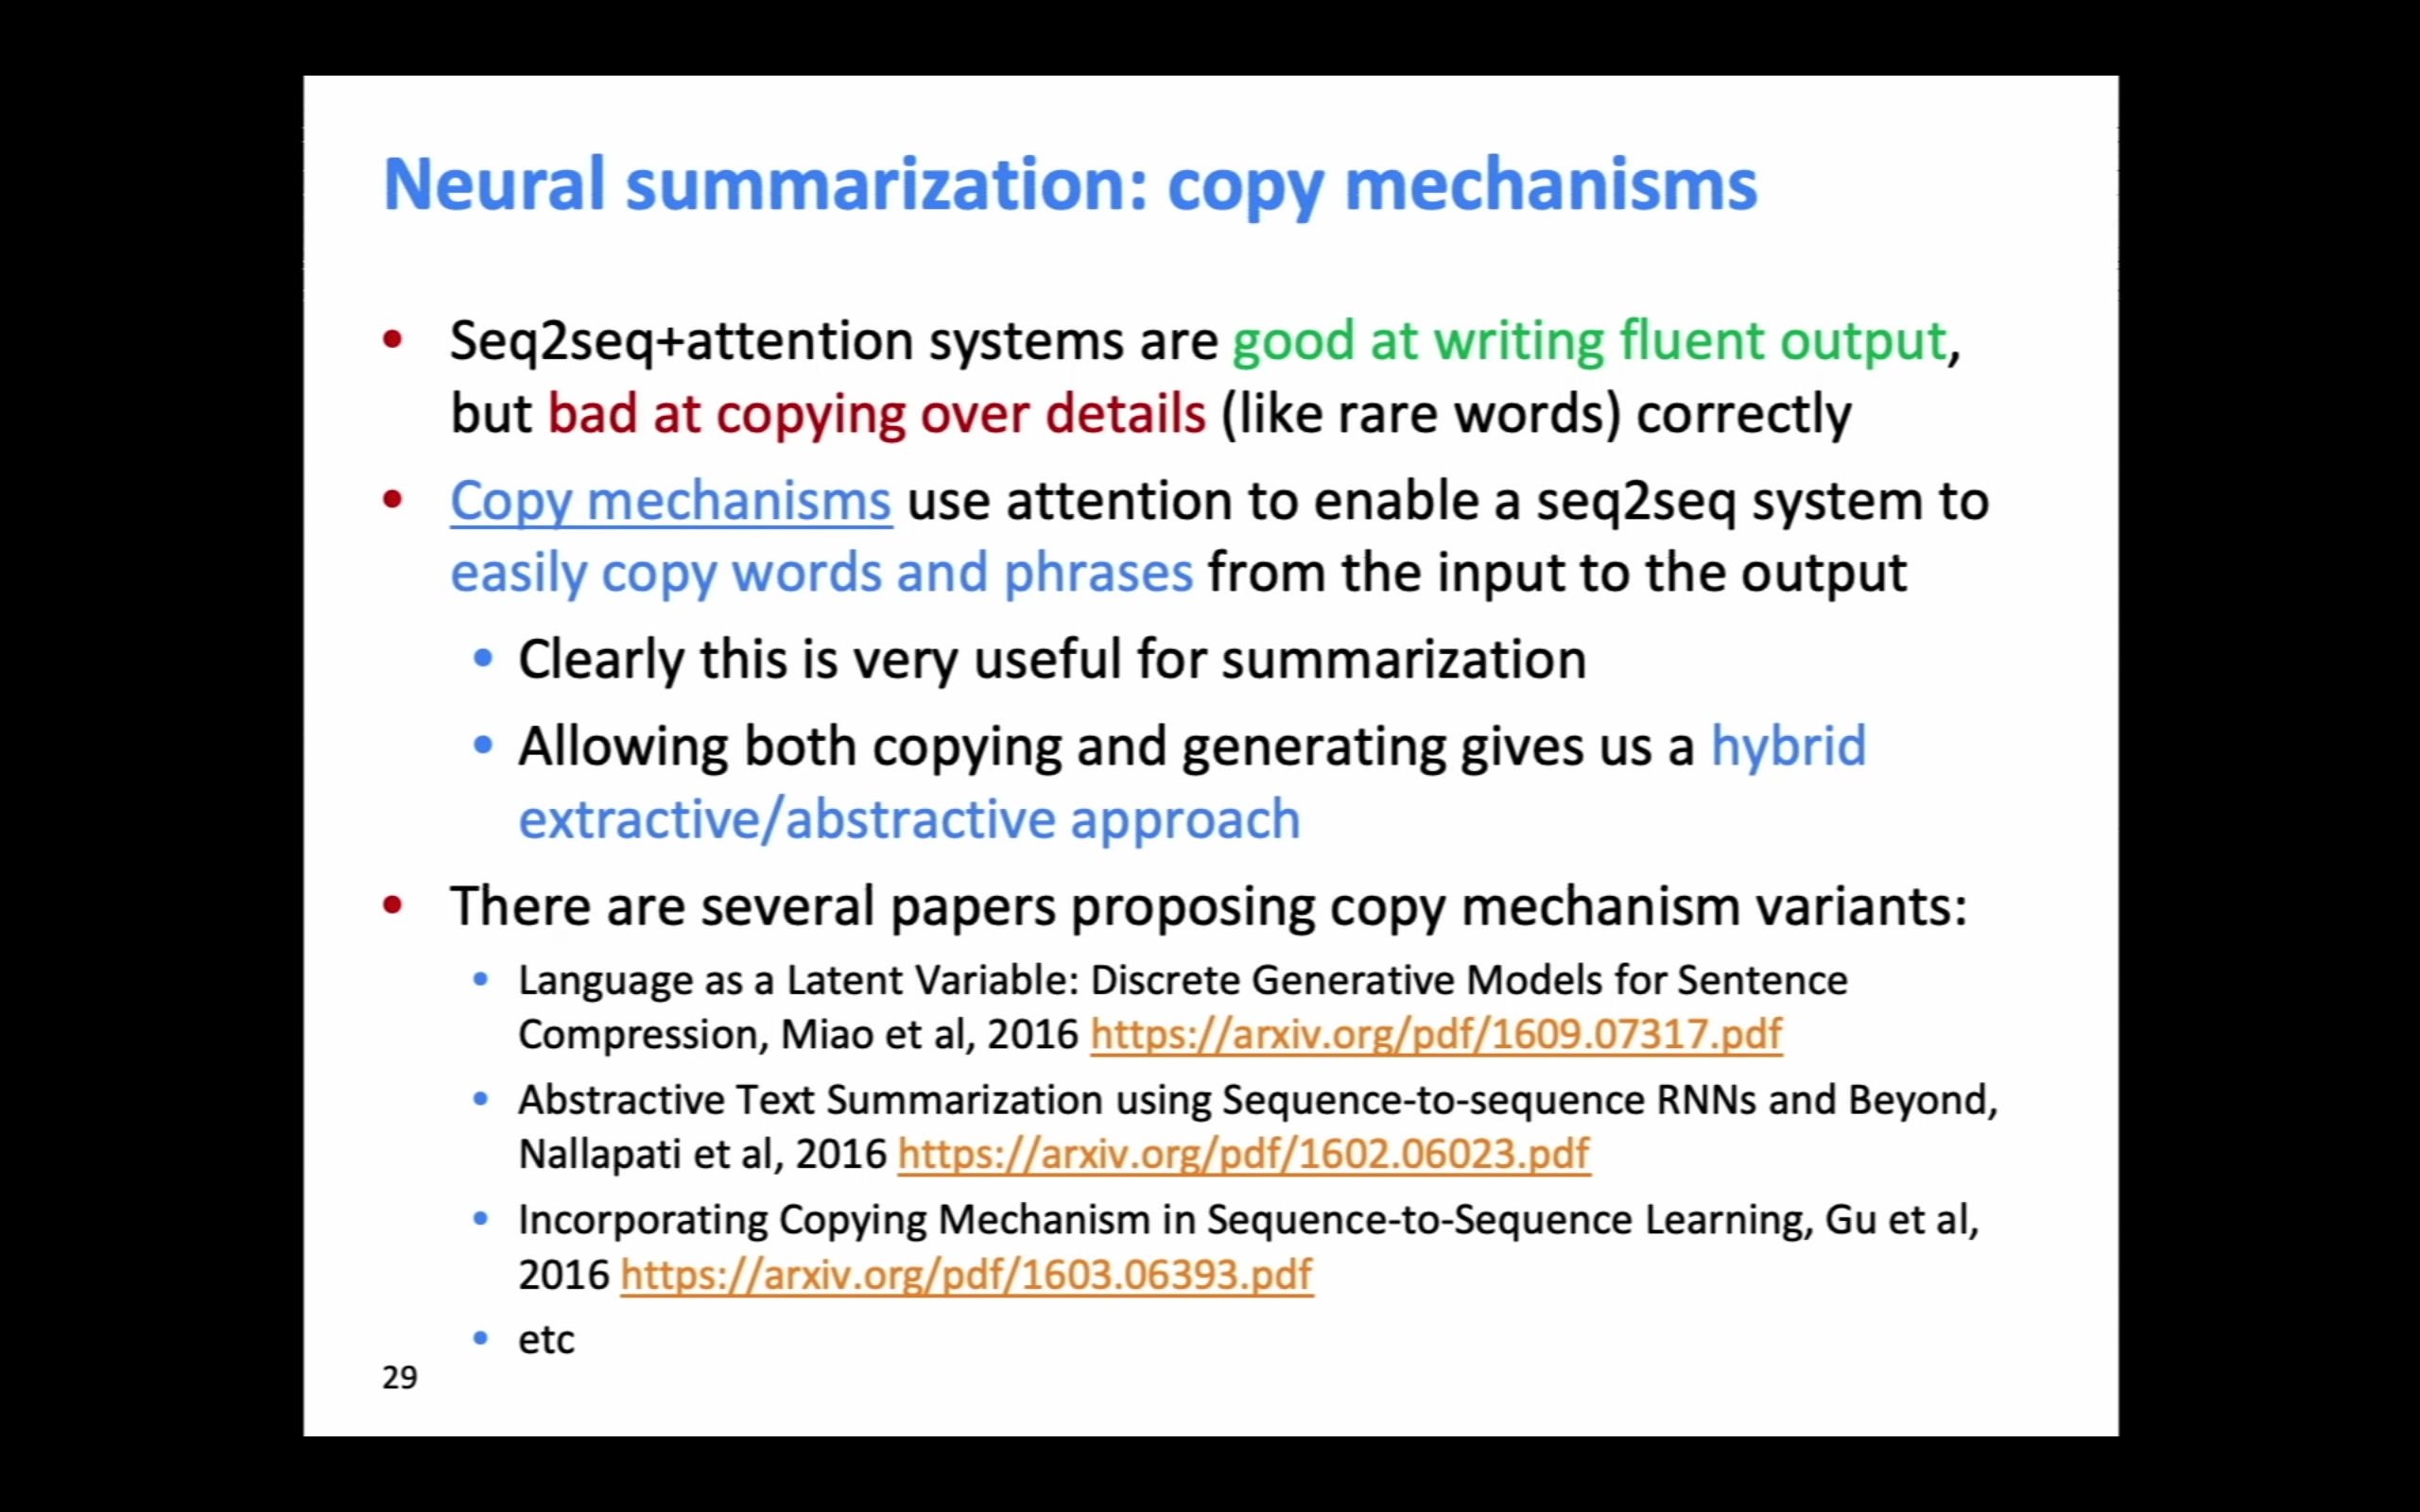 Neural summarization: copy mechanisms
• Seq2seq+attention systems are good at writing fluent output,
but bad at copying over details (like rare words) correctly
• Copy mechanisms use attention to enable a seq2seq system to
easily copy words and phrases from the input to the output
• Clearly this is very useful for summarization
• Allowing both copying and generating gives us a hybrid
extractive/abstractive approach
• There are several papers proposing copy mechanism variants:
• Language as a Latent Variable: Discrete Generative Models for Sentence
Compression, Miao et al, 2016 https://arxiv.org/pdf/1609.07317.pdf
• Abstractive Text Summarization using Sequence-to-sequence RNNs and Beyond,
Nallapati et al, 2016 https://arxiv.org/pdf/1602.06023.pdf
• Incorporating Copying Mechanism in Sequence-to-Sequence Learning, Gu et al,
2016 https://arxiv.org/pdf/1603.06393.pdf
• etc
29